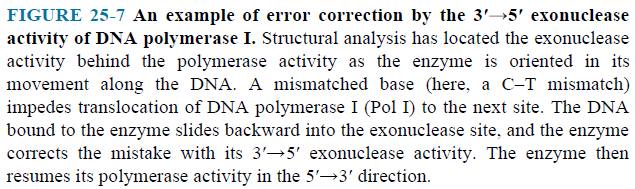 FIGURE 25-7 An example of error correction by the 3′→5′ exonuclease
activity of DNA polymerase I. Structural analysis has located the exonuclease
activity behind the polymerase activity as the enzyme is oriented in its
movement along the DNA. A mismatched base (here, a C–T mismatch)
impedes translocation of DNA polymerase I (Pol I) to the next site. The DNA
bound to the enzyme slides backward into the exonuclease site, and the enzyme
corrects the mistake with its 3′→5′ exonuclease activity. The enzyme then
resumes its polymerase activity in the 5′→3′ direction.